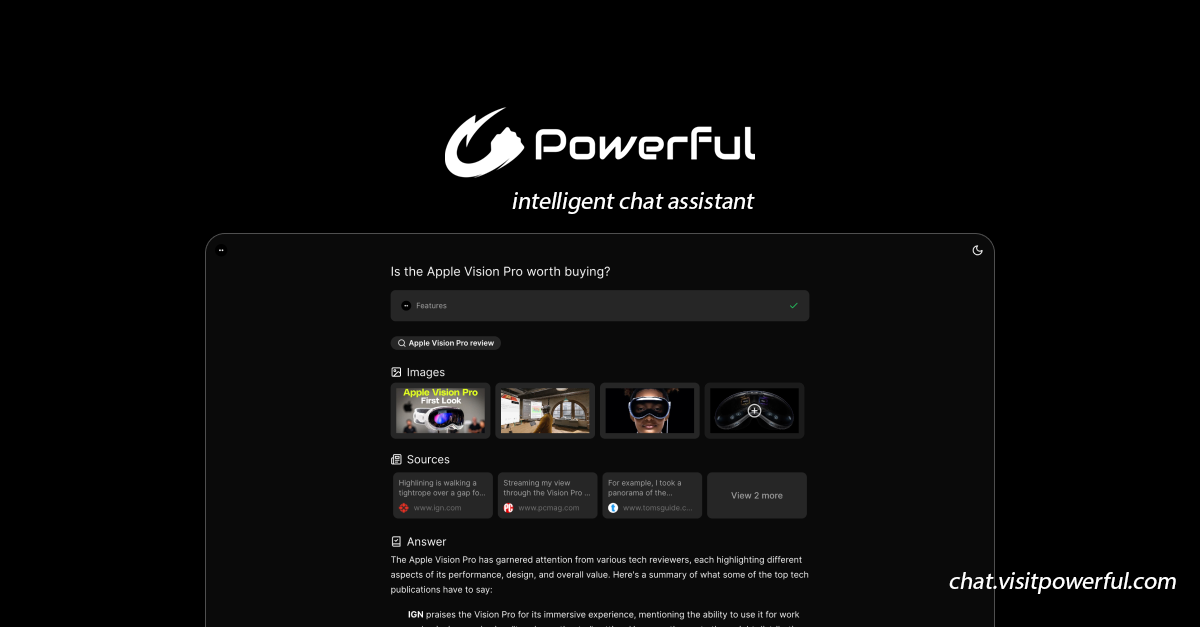 Powerful
intelligent chat assistant
Is the Apple Vision Pro worth buying?
Features
Apple Vision Pro review
Images
Apple Vision Pro
First Look
Sources
Highlining is walking a
tightrope over a gap fo...
www.ign.com
Streaming my view
through the Vision Pro ...
PC
www.pcmag.com
For example, I took a
panorama of the...
www.tomsguide.c...
View 2 more
Answer
The Apple Vision Pro has garnered attention from various tech reviewers, each highlighting different
aspects of its performance, design, and overall value. Here's a summary of what some of the top tech
publications have to say:
IGN praises the Vision Pro for its immersive experience, mentioning the ability to use it for work
chat.visitpowerful.com